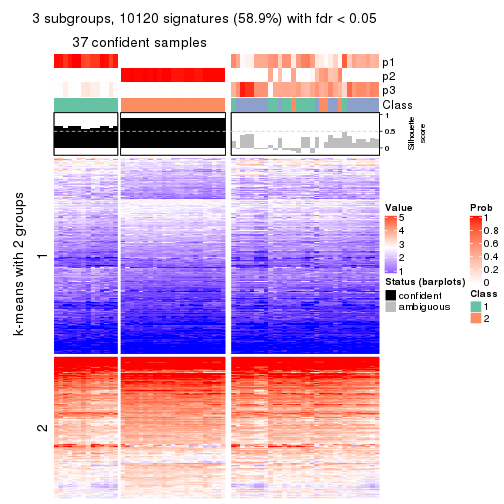 3 subgroups, 10120 signatures (58.9%) with fdr < 0.05
37 confident samples
p1
p2
p3
Class
1
0.5
0
Silhouette
score
k-means with 2 groups
1
2
Value
5
4
3
2
1
Status (barplots)
confident
ambiguous
Prob
1
0.8
0.6
0.4
0.2
0
Class
1
2